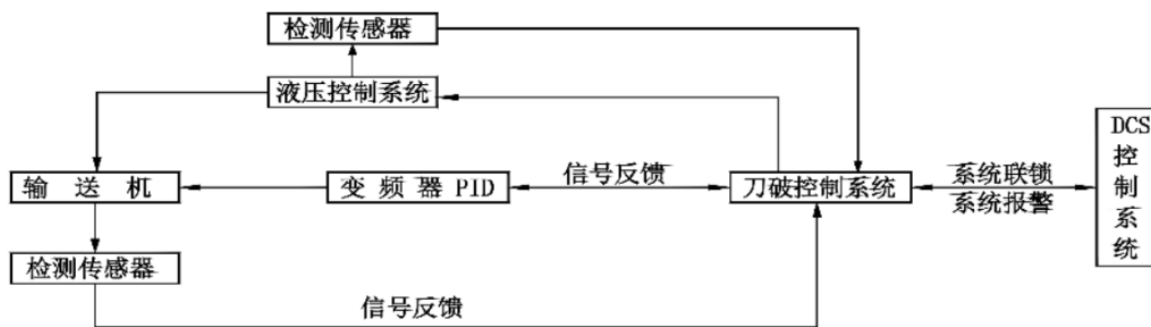 检测传感器
液压控制系统
DCS
控
制
系
统
输 送 机
变 频 器 PID
信号反馈
刀破控制系统
系统联锁
系统报警
检测传感器
信号反馈